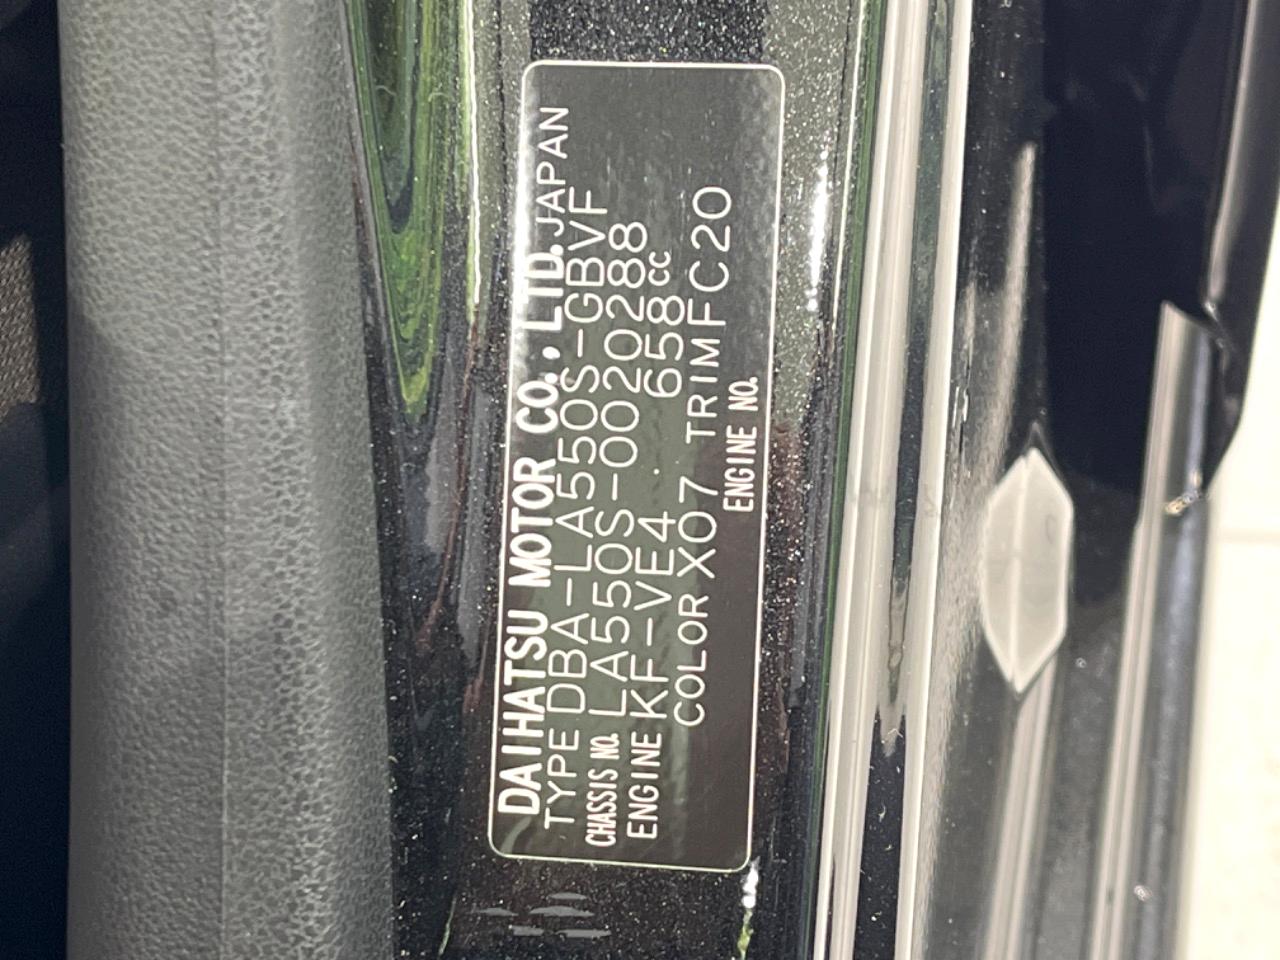 DAIHATSU MOTOR CO., LTD. JAPAN
TYPE DBA-LA550S-GBVF
CHASSIS NO. LA550S-0020288
ENGINE KF-VE4 . 658cc
COLOR X07 TRIM FC20
ENGINE NO.